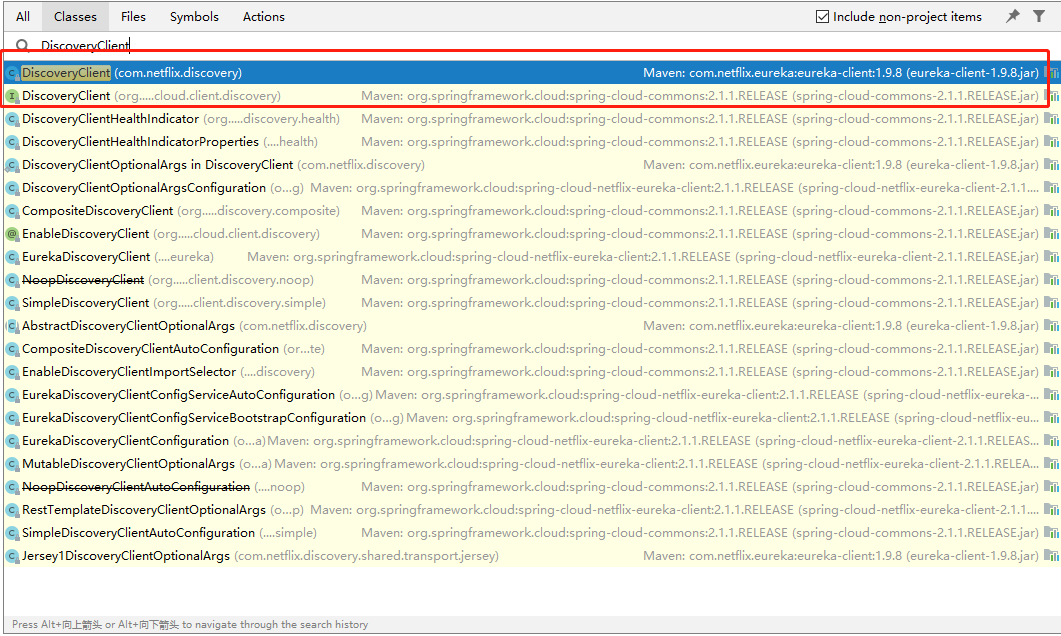 All Classes Files Symbols Actions Include non-project items
DiscoveryClient
DiscoveryClient (com.netflix.discovery) Maven: com.netflix.eureka:eureka-client:1.9.8 (eureka-client-1.9.8.jar)
DiscoveryClient (org.....cloud.client.discovery) Maven: org.springframework.cloud:spring-cloud-commons:2.1.1.RELEASE (spring-cloud-commons-2.1.1.RELEASE.jar)
DiscoveryClientHealthIndicator (org.....discovery.health) Maven: org.springframework.cloud:spring-cloud-commons:2.1.1.RELEASE (spring-cloud-commons-2.1.1.RELEASE.jar)
DiscoveryClientHealthIndicatorProperties (....health) Maven: org.springframework.cloud:spring-cloud-commons:2.1.1.RELEASE (spring-cloud-commons-2.1.1.RELEASE.jar)
DiscoveryClientOptionalArgs in DiscoveryClient (com.netflix.discovery) Maven: com.netflix.eureka:eureka-client:1.9.8 (eureka-client-1.9.8.jar)
DiscoveryClientOptionalArgsConfiguration (o...g) Maven: org.springframework.cloud:spring-cloud-netflix-eureka-client:2.1.1.RELEASE (spring-cloud-netflix-eureka-client-2.1.1....
CompositeDiscoveryClient (org.....discovery.composite) Maven: org.springframework.cloud:spring-cloud-commons:2.1.1.RELEASE (spring-cloud-commons-2.1.1.RELEASE.jar)
EnableDiscoveryClient (org.....cloud.client.discovery) Maven: org.springframework.cloud:spring-cloud-commons:2.1.1.RELEASE (spring-cloud-commons-2.1.1.RELEASE.jar)
EurekaDiscoveryClient (....eureka) Maven: org.springframework.cloud:spring-cloud-netflix-eureka-client:2.1.1.RELEASE (spring-cloud-netflix-eureka-client-2.1.1.RELEASE.jar)
NoopDiscoveryClient (org.....client.discovery.noop) Maven: org.springframework.cloud:spring-cloud-commons:2.1.1.RELEASE (spring-cloud-commons-2.1.1.RELEASE.jar)
SimpleDiscoveryClient (org.....client.discovery.simple) Maven: org.springframework.cloud:spring-cloud-commons:2.1.1.RELEASE (spring-cloud-commons-2.1.1.RELEASE.jar)
AbstractDiscoveryClientOptionalArgs (com.netflix.discovery) Maven: com.netflix.eureka:eureka-client:1.9.8 (eureka-client-1.9.8.jar)
CompositeDiscoveryClientAutoConfiguration (or...te) Maven: org.springframework.cloud:spring-cloud-commons:2.1.1.RELEASE (spring-cloud-commons-2.1.1.RELEASE.jar)
EnableDiscoveryClientImportSelector (....discovery) Maven: org.springframework.cloud:spring-cloud-commons:2.1.1.RELEASE (spring-cloud-commons-2.1.1.RELEASE.jar)
EurekaDiscoveryClientConfigServiceAutoConfiguration (o...g) Maven: org.springframework.cloud:spring-cloud-netflix-eureka-client:2.1.1.RELEASE (spring-cloud-netflix-eureka-...
EurekaDiscoveryClientConfigServiceBootstrapConfiguration (o...g) Maven: org.springframework.cloud:spring-cloud-netflix-eureka-client:2.1.1.RELEASE (spring-cloud-netflix-eu...
EurekaDiscoveryClientConfiguration (o...a) Maven: org.springframework.cloud:spring-cloud-netflix-eureka-client:2.1.1.RELEASE (spring-cloud-netflix-eureka-client-2.1.1.RELEAS...
MutableDiscoveryClientOptionalArgs (o...a) Maven: org.springframework.cloud:spring-cloud-netflix-eureka-client:2.1.1.RELEASE (spring-cloud-netflix-eureka-client-2.1.1.RELEA...
NoopDiscoveryClientAutoConfiguration (....noop) Maven: org.springframework.cloud:spring-cloud-commons:2.1.1.RELEASE (spring-cloud-commons-2.1.1.RELEASE.jar)
RestTemplateDiscoveryClientOptionalArgs (o...p) Maven: org.springframework.cloud:spring-cloud-netflix-eureka-client:2.1.1.RELEASE (spring-cloud-netflix-eureka-client-2.1.1....
SimpleDiscoveryClientAutoConfiguration (....simple) Maven: org.springframework.cloud:spring-cloud-commons:2.1.1.RELEASE (spring-cloud-commons-2.1.1.RELEASE.jar)
Jersey1DiscoveryClientOptionalArgs (com.netflix.discovery.shared.transport.jersey) Maven: com.netflix.eureka:eureka-client:1.9.8 (eureka-client-1.9.8.jar)
Press Alt+向上箭头 or Alt+向下箭头 to navigate through the search history